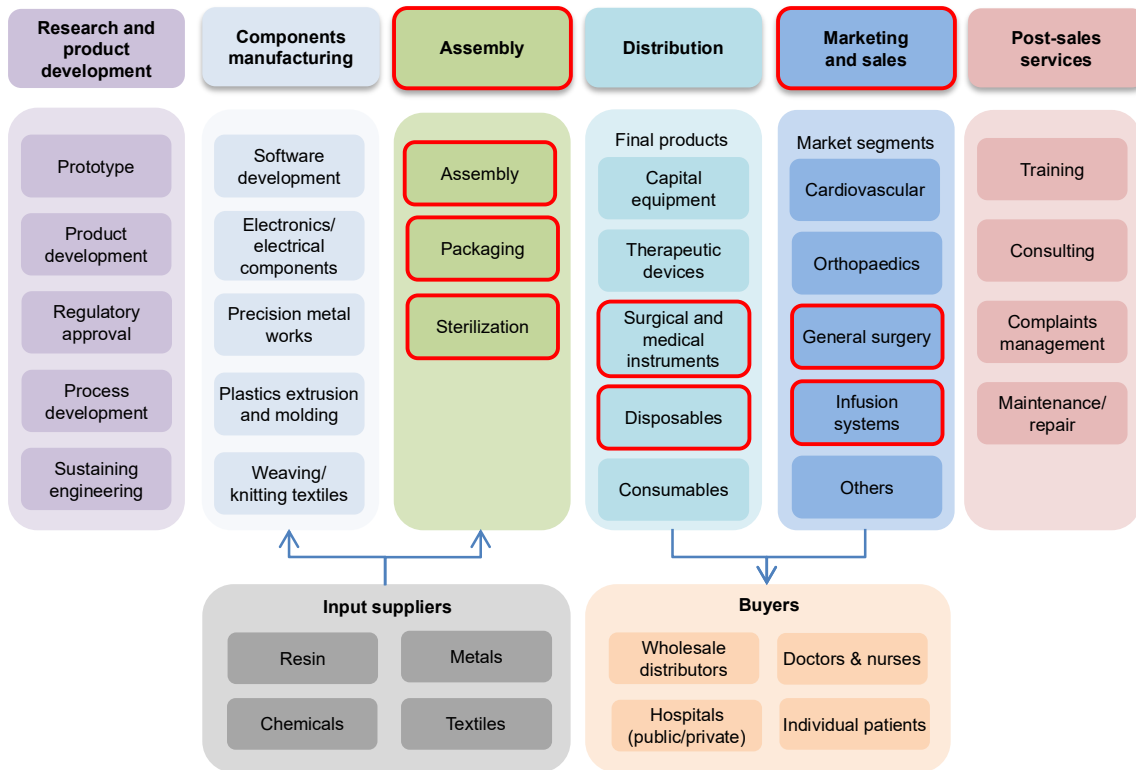 Research and
product
development
Components
manufacturing
Assembly
Distribution
Marketing
and sales
Post-sales
services
Prototype
Product
development
Regulatory
approval
Process
development
Sustaining
engineering
Software
development
Electronics/
electrical
components
Precision metal
works
Plastics extrusion
and molding
Weaving/
knitting textiles
Assembly
Packaging
Sterilization
Final products
Capital
equipment
Therapeutic
devices
Surgical and
medical
instruments
Disposables
Consumables
Market segments
Cardiovascular
Orthopaedics
General surgery
Infusion
systems
Others
Training
Consulting
Complaints
management
Maintenance/
repair
Input suppliers
Resin
Metals
Chemicals
Textiles
Buyers
Wholesale
distributors
Doctors & nurses
Hospitals
(public/private)
Individual patients